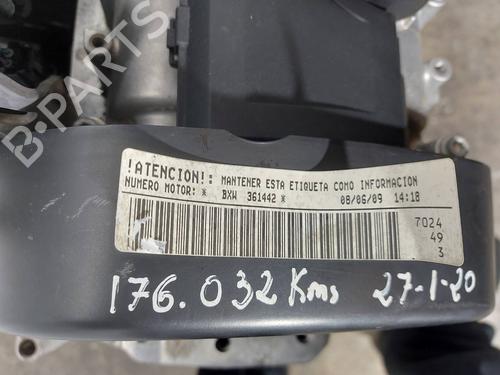 B-PARTS
!ATENCION!: MANTENER ESTA ETIQUETA COMO INFORMACION
NUMERO MOTOR: * BXW 361442 * 08/06/09 14:18
7024
49
3
176.032 Kms 27-1-20